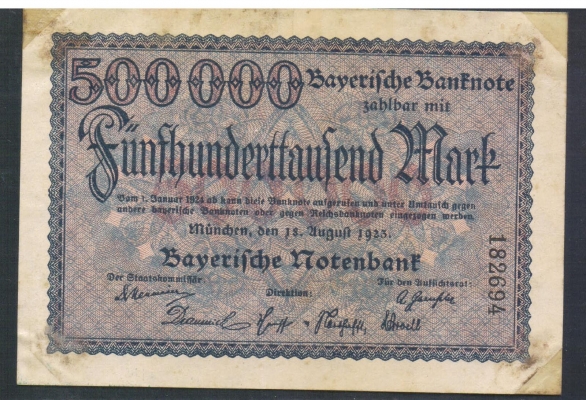 500000 Bayerische Banknote
zahlbar mit
Fünfhunderttausend Mark
Vom 1. Januar 1924 ab kann diese Banknote aufgerufen und unter Umtausch gegen
andere bayerische Banknoten oder gegen Reichsbanknoten eingezogen werden.
München, den 18. August 1923.
Bayerische Notenbank
Der Staatskommissär
Direktion:
Für den Aufsichtsrat:
182694